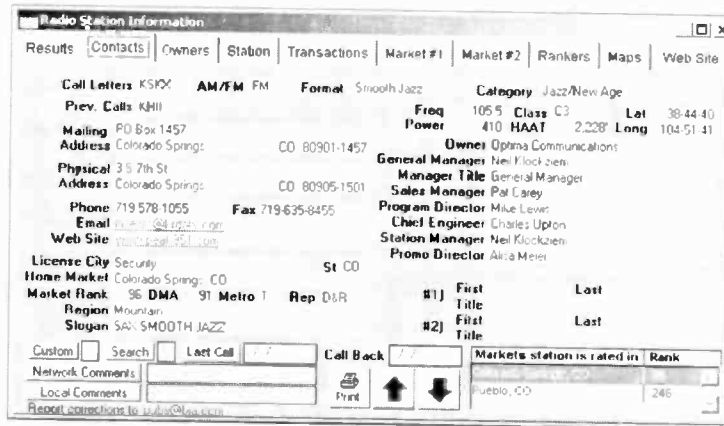 Radio Station Information
Results Contacts Owners Station Transactions Market #1 Market #2 Rankers Maps Web Site
Call Letters KSKX AM/FM FM Format Smooth Jazz Category Jazz/New Age
Prev. Calls KHII
Freq 105.5 Class C3 Lat 38-44-40
Power 410 HAAT 2,228' Long 104-51-41
Mailing Address PO Box 1457
Colorado Springs CO 80901-1457
Physical Address 3 S 7th St
Colorado Springs CO 80905-1501
Phone 719 578-1055 Fax 719-635-8455
Email
Web Site
License City Security St CO
Home Market Colorado Springs CO
Market Rank 96 DMA 91 Metro T Rep D&R
Region Mountain
Slogan SAX SMOOTH JAZZ
Owner Optima Communications
General Manager Neil Klockziem
Manager Title General Manager
Sales Manager Pat Carey
Program Director Mike Lewis
Chief Engineer Charles Upton
Station Manager Neil Klockziem
Promo Director Alica Meier
#1J First Last
Title
#2J First Last
Title
Custom Search Last Call / / Call Back / /
Network Comments
Local Comments
Print
Markets station is rated in Rank
Pueblo, CO 246
Report corrections to